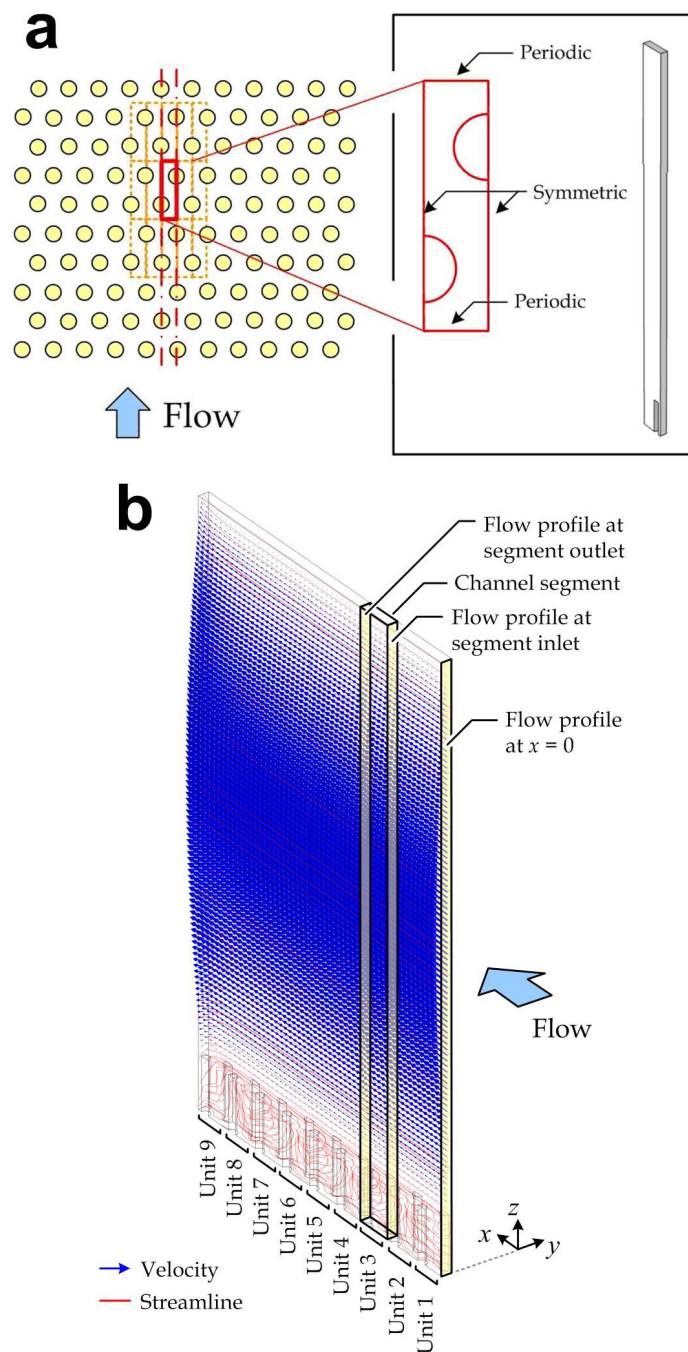 a
Periodic
Symmetric
Periodic
Flow
b
Flow profile at
segment outlet
Channel segment
Flow profile at
segment inlet
Flow profile
at x = 0
Flow
Unit 9
Unit 8
Unit 7
Unit 6
Unit 5
Unit 4
Unit 3
Unit 2
Unit 1
z
x
y
Velocity
Streamline